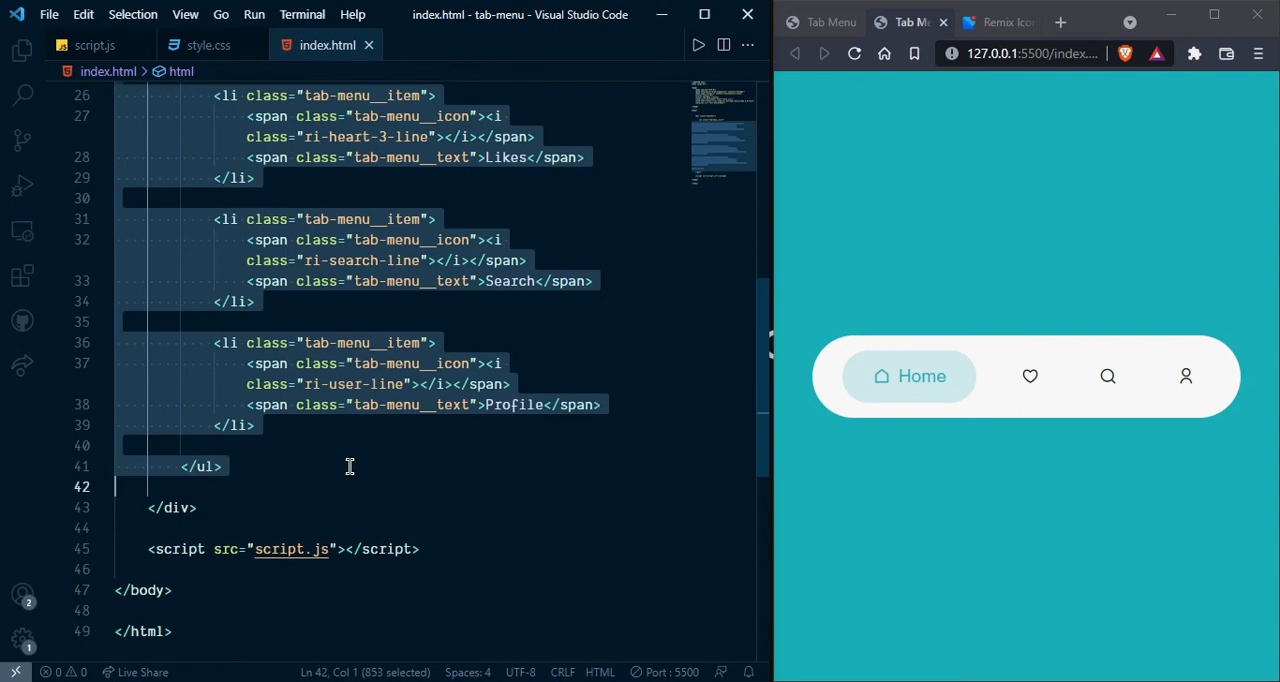 File Edit Selection View Go Run Terminal Help
index.html - tab-menu - Visual Studio Code
script.js style.css index.html
index.html > html
26 <li class="tab-menu__item">
27 <span class="tab-menu__icon"><i
class="ri-heart-3-line"></i></span>
28 <span class="tab-menu__text">Likes</span>
29 </li>
30
31 <li class="tab-menu__item">
32 <span class="tab-menu__icon"><i
class="ri-search-line"></i></span>
33 <span class="tab-menu__text">Search</span>
34 </li>
35
36 <li class="tab-menu__item">
37 <span class="tab-menu__icon"><i
class="ri-user-line"></i></span>
38 <span class="tab-menu__text">Profile</span>
39 </li>
40
41 </ul>
42
43 </div>
44
45 <script src="script.js"></script>
46
47 </body>
48
49 </html>
2
1
0 0 Live Share Ln 42, Col 1 (853 selected) Spaces: 4 UTF-8 CRLF HTML Port : 5500
Tab Menu Tab M Remix Ico
127.0.0.1:5500/index....
Home